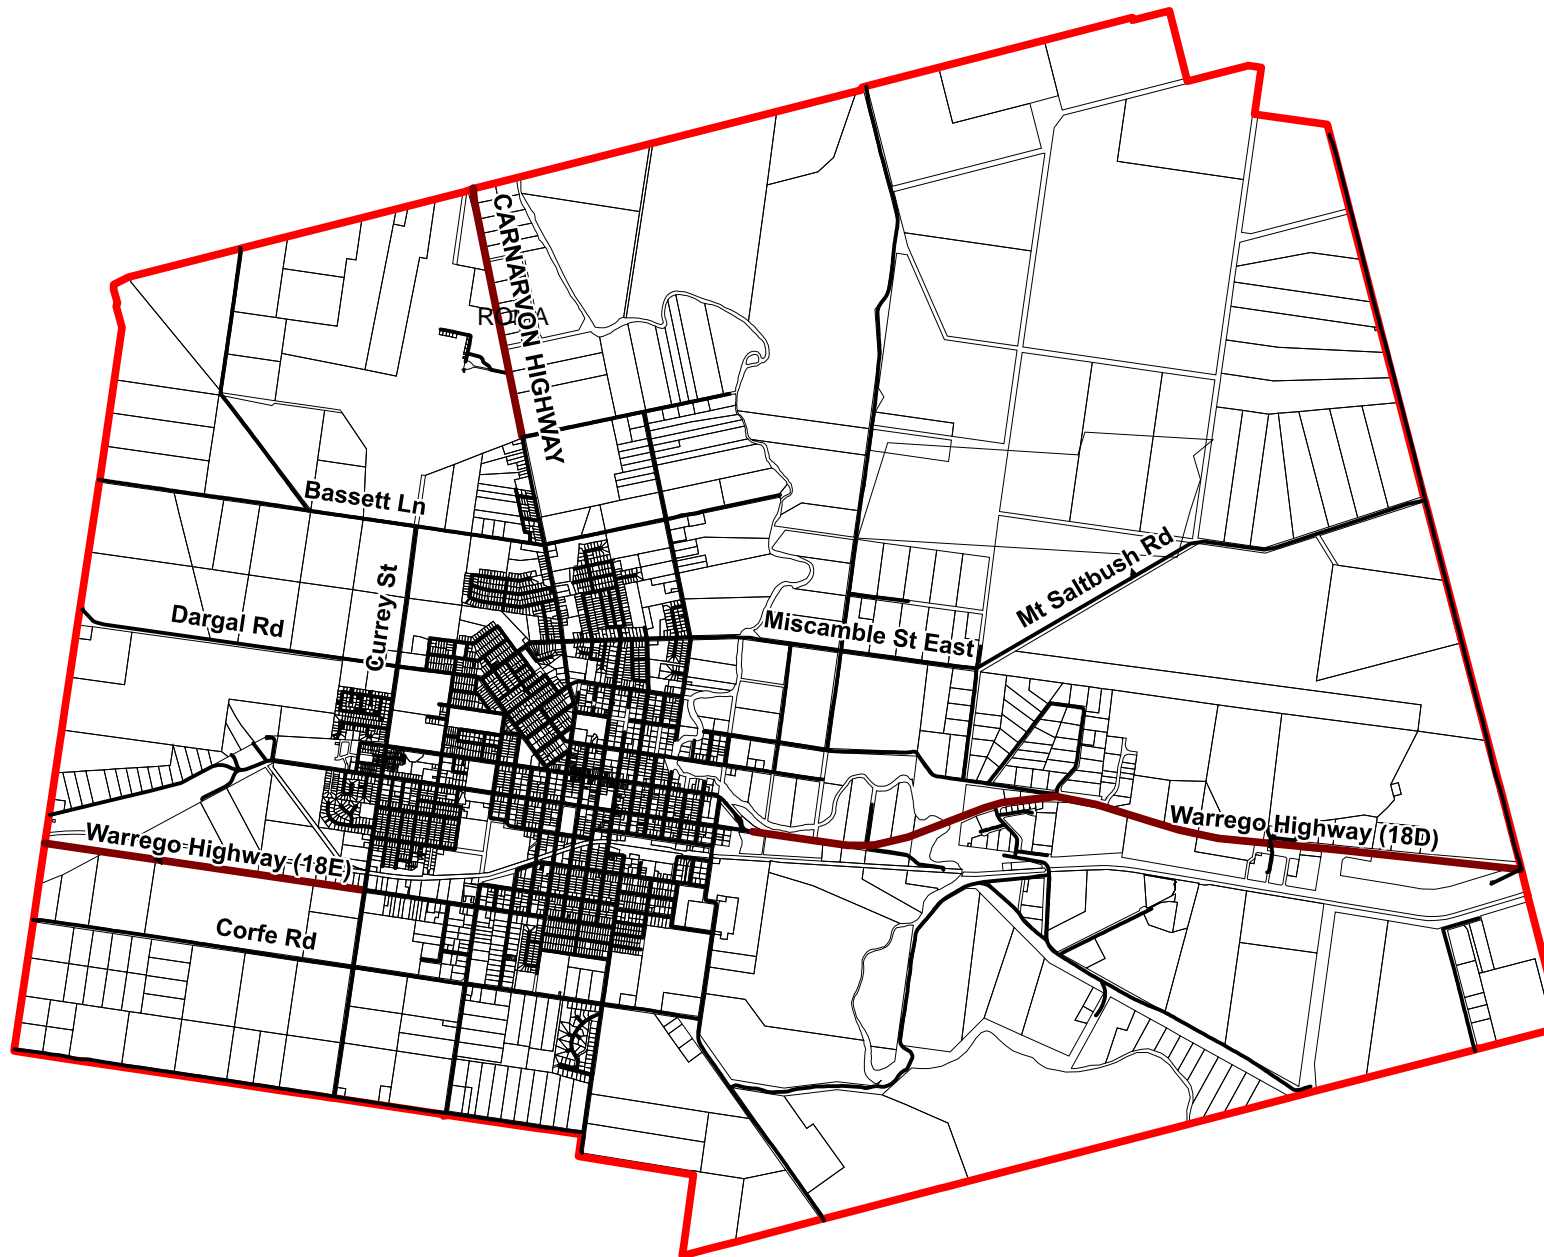 CARNARVON HIGHWAY
ROMA
Bassett Ln
Currey St
Mt Saltbush Rd
Dargal Rd
Miscamble St East
Warrego Highway (18D)
Warrego Highway (18E)
Corfe Rd